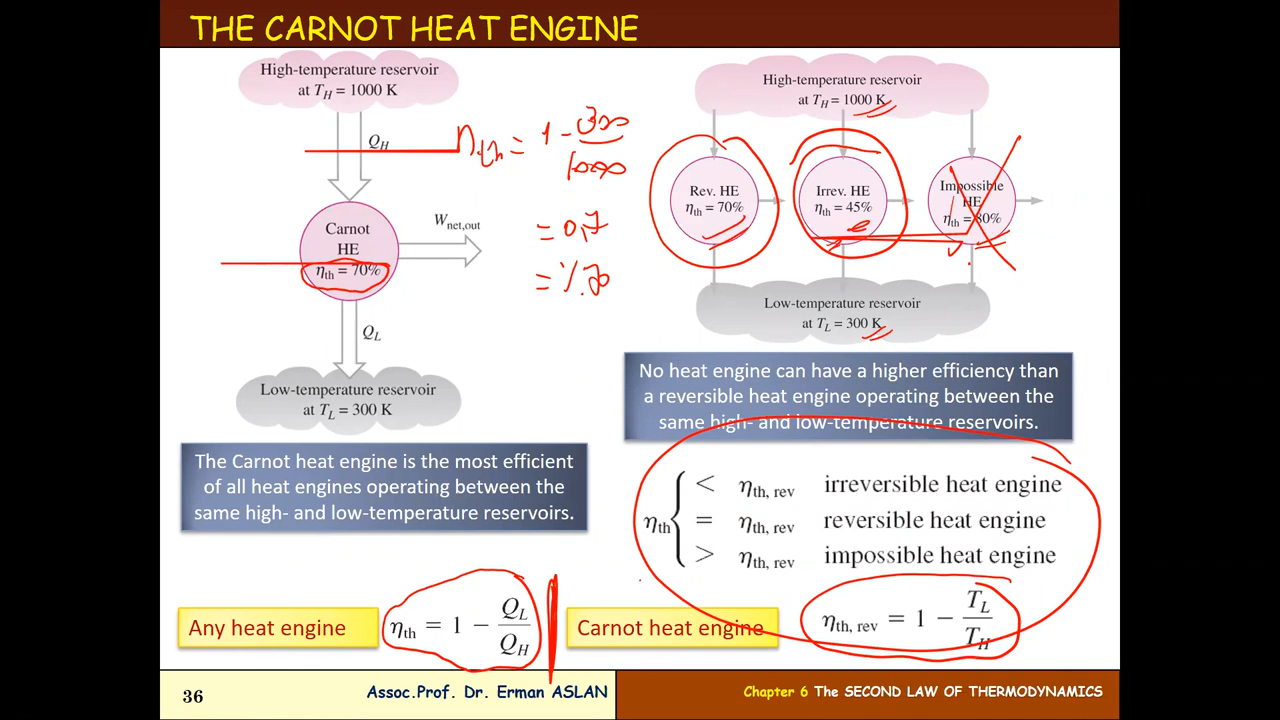 THE CARNOT HEAT ENGINE
High-temperature reservoir
at T_H = 1000 K
Q_H
Carnot
HE
η_th = 70%
W_net,out
Q_L
Low-temperature reservoir
at T_L = 300 K
η_th = 1 - 300
1000
= 0,7
= %70
The Carnot heat engine is the most efficient
of all heat engines operating between the
same high- and low-temperature reservoirs.
High-temperature reservoir
at T_H = 1000 K
Rev. HE
η_th = 70%
Irrev. HE
η_th = 45%
Impossible
HE
η_th = 80%
Low-temperature reservoir
at T_L = 300 K
No heat engine can have a higher efficiency than
a reversible heat engine operating between the
same high- and low-temperature reservoirs.
η_th { < η_th, rev irreversible heat engine
= η_th, rev reversible heat engine
> η_th, rev impossible heat engine
Any heat engine
η_th = 1 − Q_L / Q_H
Carnot heat engine
η_th, rev = 1 − T_L / T_H
36
Assoc.Prof. Dr. Erman ASLAN
Chapter 6 The SECOND LAW OF THERMODYNAMICS